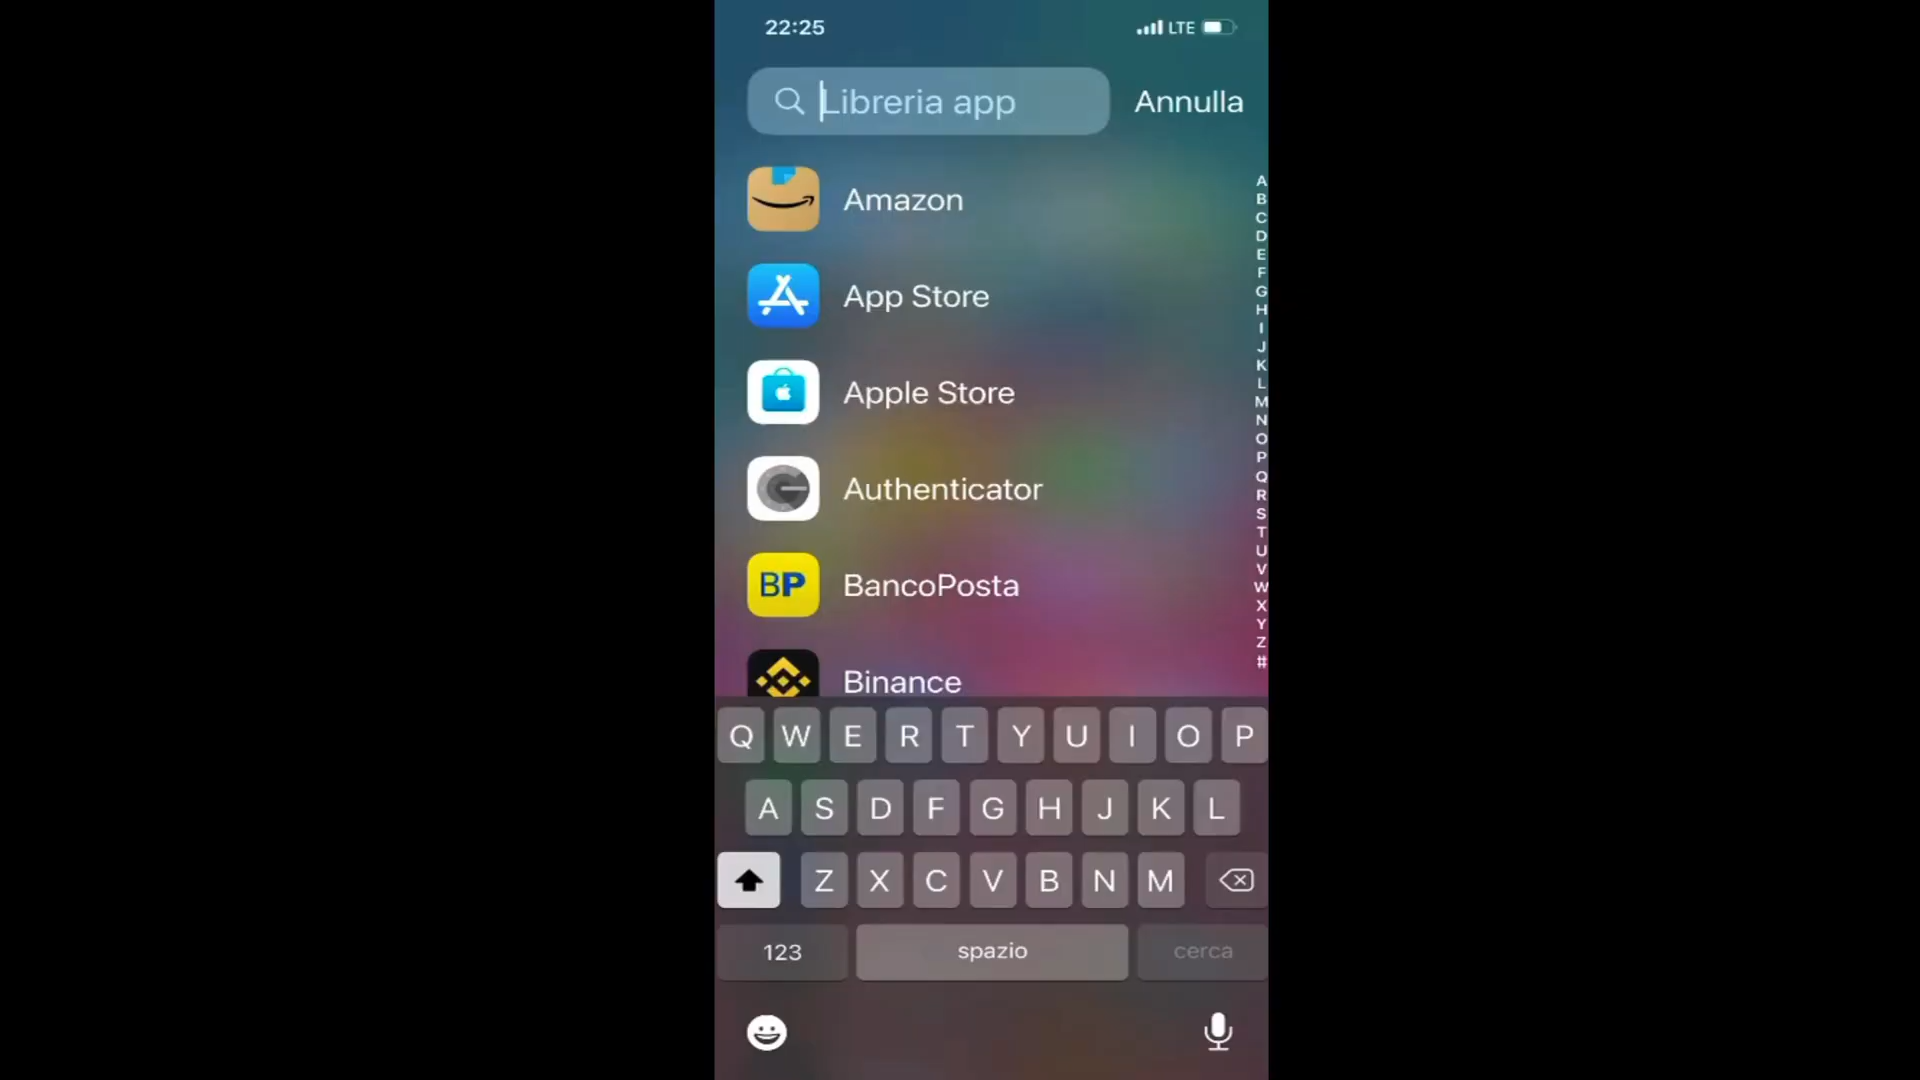 22:25
LTE
Libreria app
Annulla
Amazon
App Store
Apple Store
Authenticator
BP
BancoPosta
Binance
A
B
C
D
E
F
G
H
I
J
K
L
M
N
O
P
Q
R
S
T
U
V
W
X
Y
Z
#
Q W E R T Y U I O P
A S D F G H J K L
Z X C V B N M
123
spazio
cerca